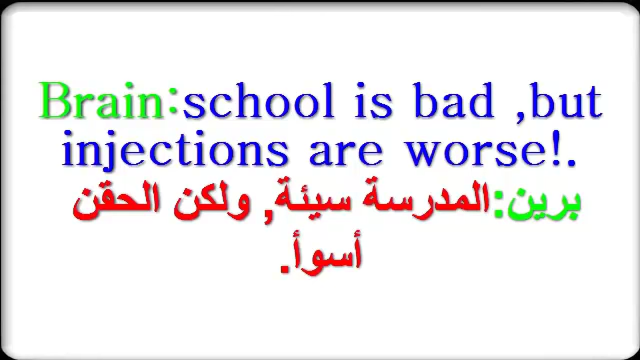 Brain:school is bad ,but
injections are worse!.
برين:المدرسة سيئة, ولكن الحقن
أسوأ.